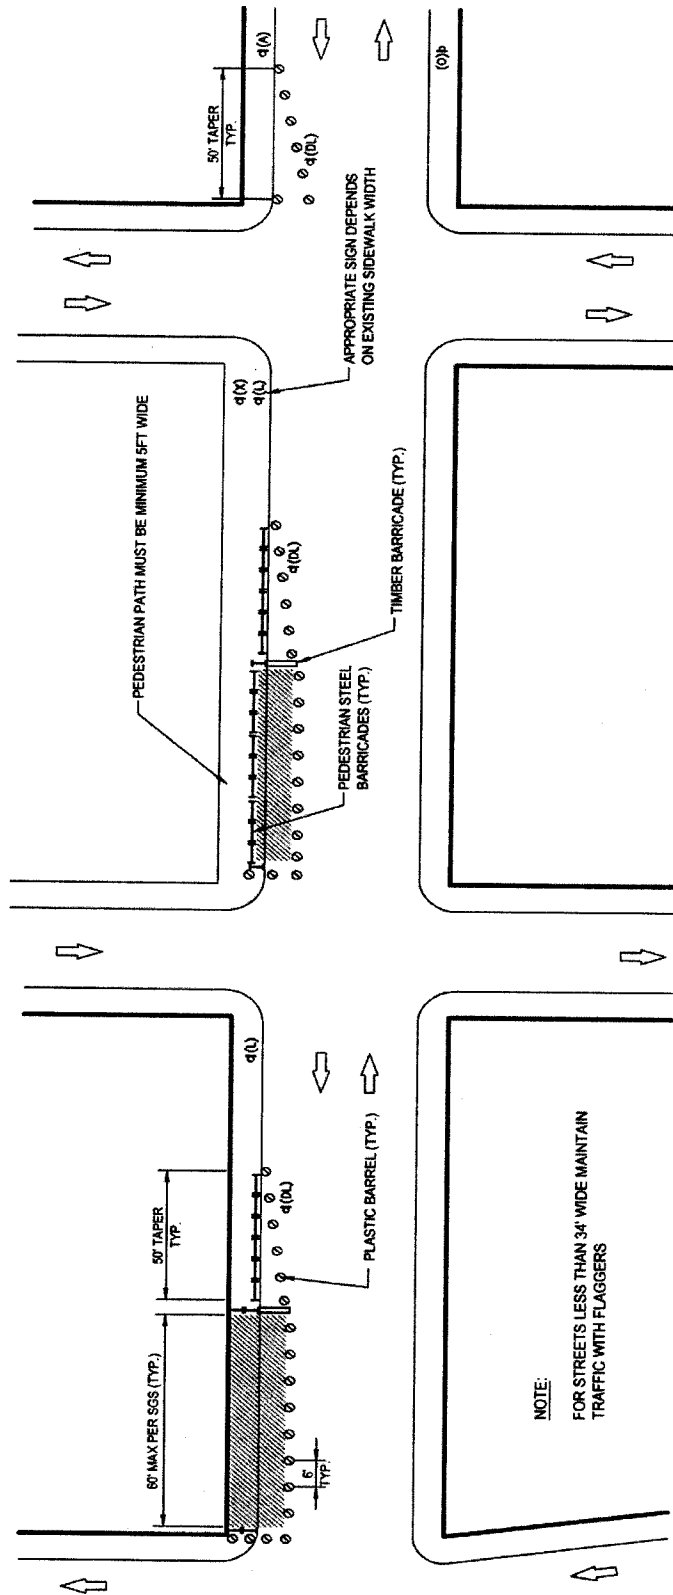 60' MAX PER SGS (TYP.)
50' TAPER
TYP.
(L)
(DL)
6'
TYP.
PLASTIC BARREL (TYP.)
NOTE:
FOR STREETS LESS THAN 34' WIDE MAINTAIN
TRAFFIC WITH FLAGGERS
PEDESTRIAN PATH MUST BE MINIMUM 5FT WIDE
(X)
(L)
(DL)
PEDESTRIAN STEEL
BARRICADES (TYP.)
TIMBER BARRICADE (TYP.)
APPROPRIATE SIGN DEPENDS
ON EXISTING SIDEWALK WIDTH
50' TAPER
TYP.
(A)
(DL)
(O)